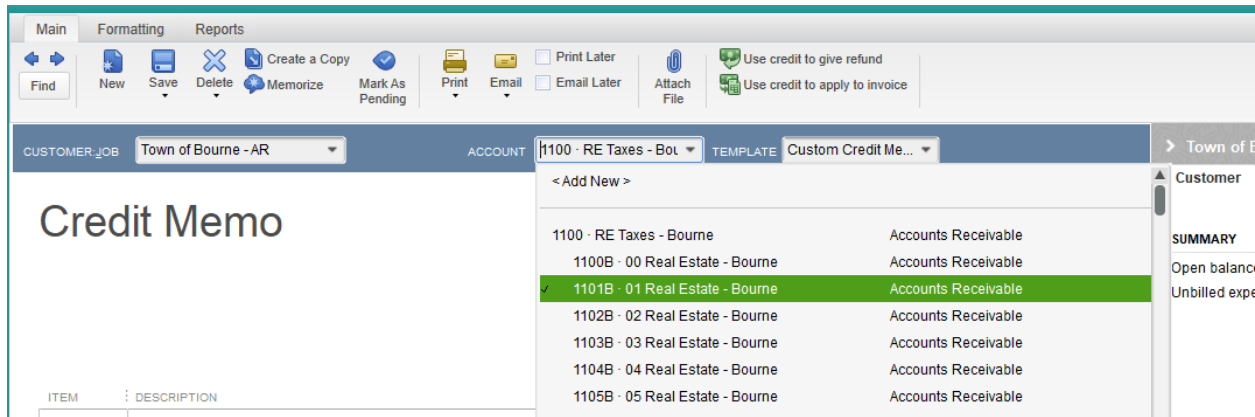 Main Formatting Reports
Find New Save Delete Create a Copy Memorize Mark As Pending Print Email Print Later Email Later Attach File Use credit to give refund Use credit to apply to invoice
CUSTOMER:JOB Town of Bourne - AR ACCOUNT 1100 · RE Taxes - Bou TEMPLATE Custom Credit Me... Town of
Credit Memo
< Add New >
1100 · RE Taxes - Bourne Accounts Receivable
1100B · 00 Real Estate - Bourne Accounts Receivable
1101B · 01 Real Estate - Bourne Accounts Receivable
1102B · 02 Real Estate - Bourne Accounts Receivable
1103B · 03 Real Estate - Bourne Accounts Receivable
1104B · 04 Real Estate - Bourne Accounts Receivable
1105B · 05 Real Estate - Bourne Accounts Receivable
Customer
SUMMARY
Open balance
Unbilled expe
ITEM DESCRIPTION